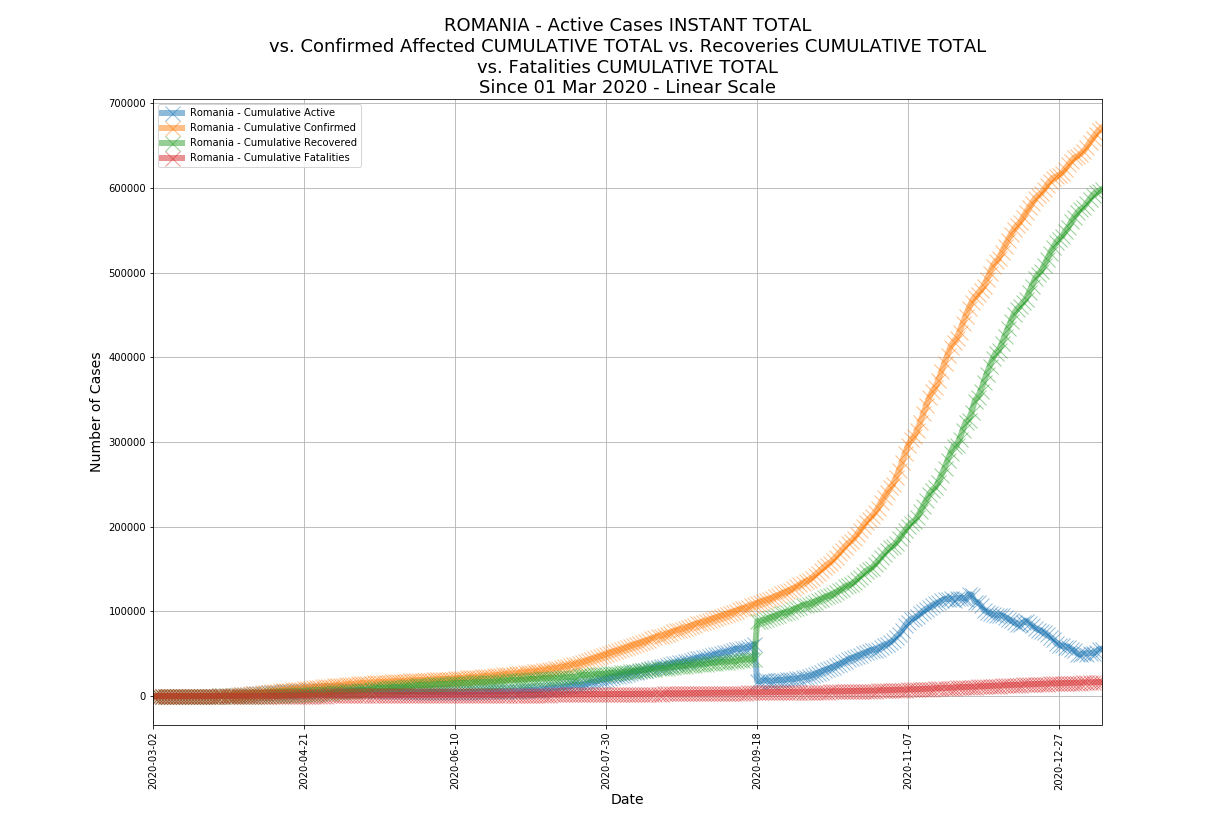 ROMANIA - Active Cases INSTANT TOTAL
vs. Confirmed Affected CUMULATIVE TOTAL vs. Recoveries CUMULATIVE TOTAL
vs. Fatalities CUMULATIVE TOTAL
Since 01 Mar 2020 - Linear Scale
Romania - Cumulative Active
Romania - Cumulative Confirmed
Romania - Cumulative Recovered
Romania - Cumulative Fatalities
Number of Cases
700000
600000
500000
400000
300000
200000
100000
0
2020-03-02
2020-04-21
2020-06-10
2020-07-30
2020-09-18
2020-11-07
2020-12-27
Date